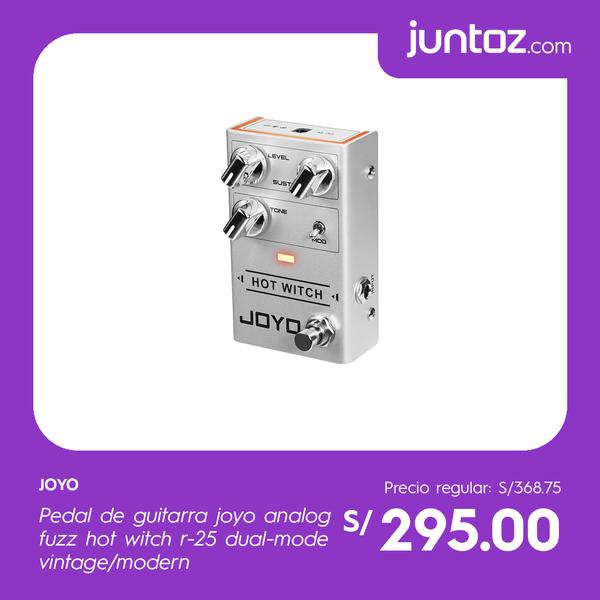 juntoz.com
LEVEL
SUST
TONE
MOD
HOT WITCH
INPUT
JOYO
JOYO
Precio regular: S/368.75
Pedal de guitarra joyo analog
fuzz hot witch r-25 dual-mode
vintage/modern
S/ 295.00